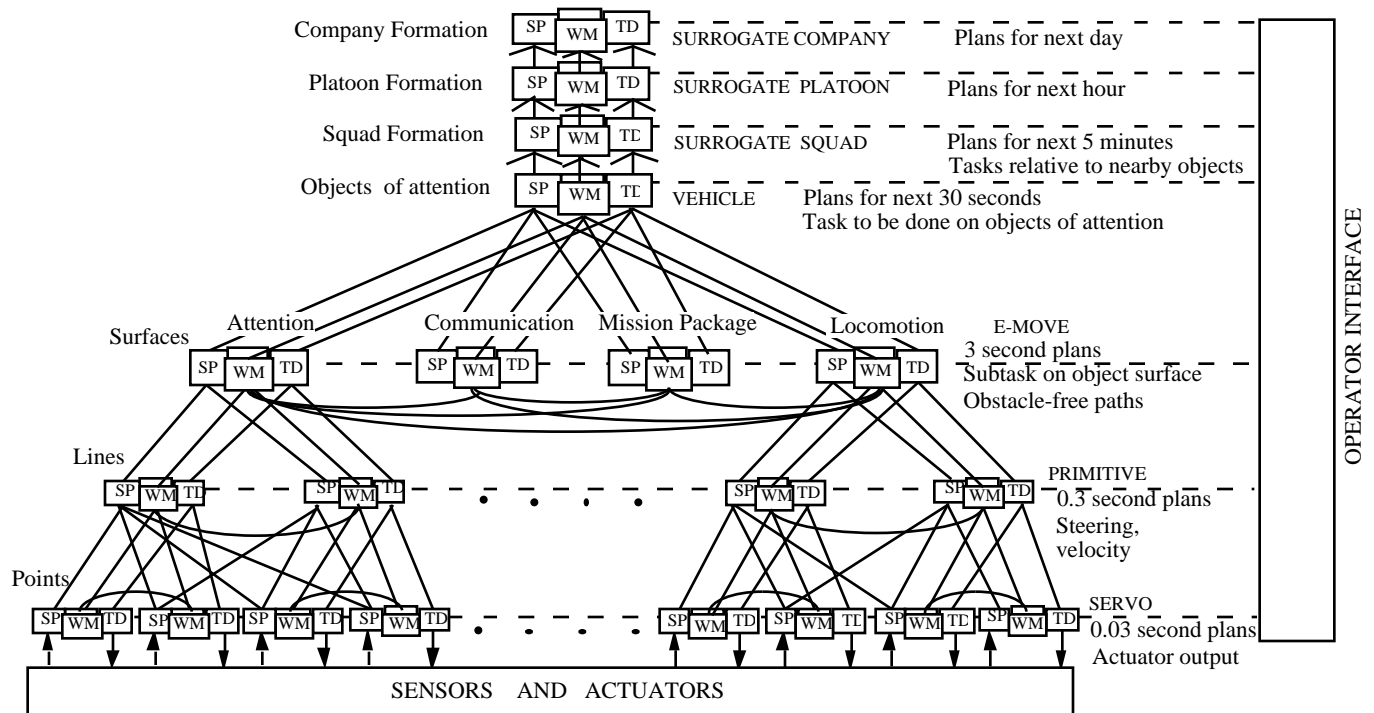 Company Formation SP WM TD SURROGATE COMPANY Plans for next day
Platoon Formation SP WM TD SURROGATE PLATOON Plans for next hour
Squad Formation SP WM TD SURROGATE SQUAD Plans for next 5 minutes
Tasks relative to nearby objects
Objects of attention SP WM TD VEHICLE Plans for next 30 seconds
Task to be done on objects of attention
OPERATOR INTERFACE
Surfaces Attention Communication Mission Package Locomotion E-MOVE
SP WM TD SP WM TD SP WM TD SP WM TD 3 second plans
Subtask on object surface
Obstacle-free paths
Lines
SP WM TD SP WM TD SP WM TD SP WM TD PRIMITIVE
0.3 second plans
Steering,
velocity
Points
SP WM TD SP WM TD SP WM TD SP WM TD SP WM TD SP WM TD SP WM TD SP WM TD SERVO
0.03 second plans
Actuator output
SENSORS AND ACTUATORS